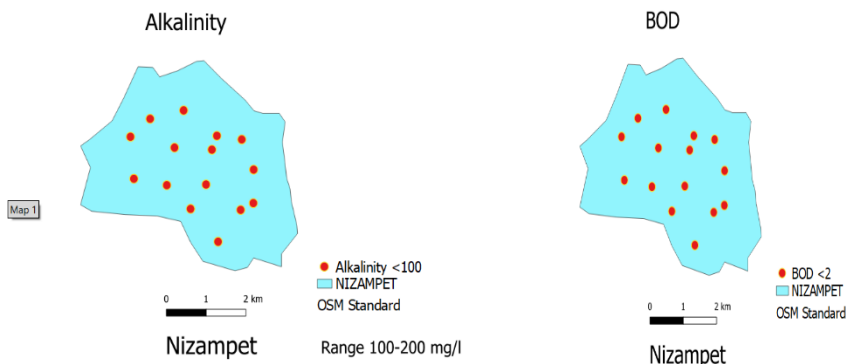 Alkalinity
Map 1
Alkalinity <100
NIZAMPET
OSM Standard
0 1 2 km
Nizampet
Range 100-200 mg/l
BOD
BOD <2
NIZAMPET
OSM Standard
0 1 2 km
Nizampet